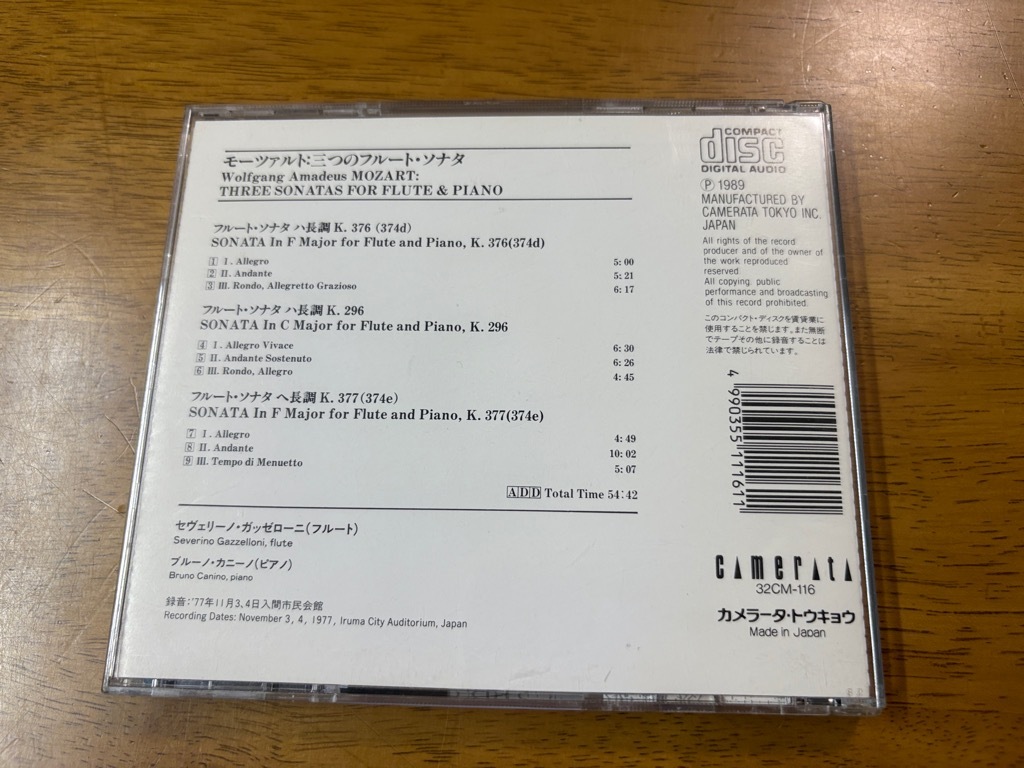 モーツァルト:三つのフルート・ソナタ
Wolfgang Amadeus MOZART:
THREE SONATAS FOR FLUTE & PIANO
フルート・ソナタ ハ長調 K. 376 (374d)
SONATA In F Major for Flute and Piano, K. 376(374d)
1 I. Allegro 5:00
2 II. Andante 5:21
3 III. Rondo, Allegretto Grazioso 6:17
フルート・ソナタ ハ長調 K. 296
SONATA In C Major for Flute and Piano, K. 296
4 I. Allegro Vivace 6:30
5 II. Andante Sostenuto 6:26
6 III. Rondo, Allegro 4:45
フルート・ソナタ ヘ長調 K. 377(374e)
SONATA In F Major for Flute and Piano, K. 377(374e)
7 I. Allegro 4:49
8 II. Andante 10:02
9 III. Tempo di Menuetto 5:07
ADD Total Time 54:42
セヴェリーノ・ガッゼローニ(フルート)
Severino Gazzelloni, flute
ブルーノ・カニーノ(ピアノ)
Bruno Canino, piano
録音:'77年11月3、4日入間市民会館
Recording Dates: November 3, 4, 1977, Iruma City Auditorium, Japan
COMPACT
disc
DIGITAL AUDIO
℗ 1989
MANUFACTURED BY
CAMERATA TOKYO INC.
JAPAN
All rights of the record
producer and of the owner of
the work reproduced
reserved
All copying, public
performance and broadcasting
of this record prohibited.
このコンパクト・ディスクを賃貸業に
使用することを禁じます。また無断
でテープその他に録音することは
法律で禁じられています。
4 990355 111611
camerata
32CM-116
カメラータ・トウキョウ
Made in Japan